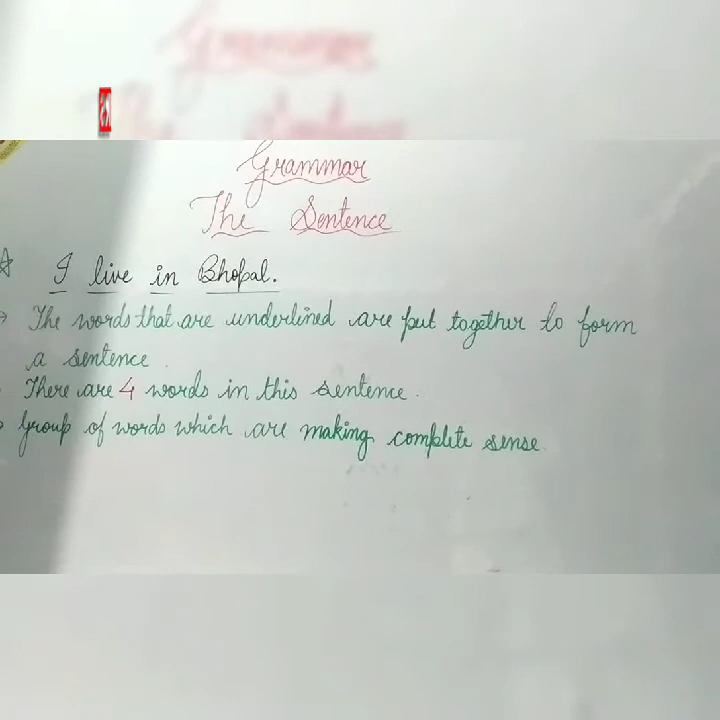 Grammar
The Sentence
I live in Bhopal.
The words that are underlined are put together to form
a sentence
There are 4 words in this sentence.
Group of words which are making complete sense.